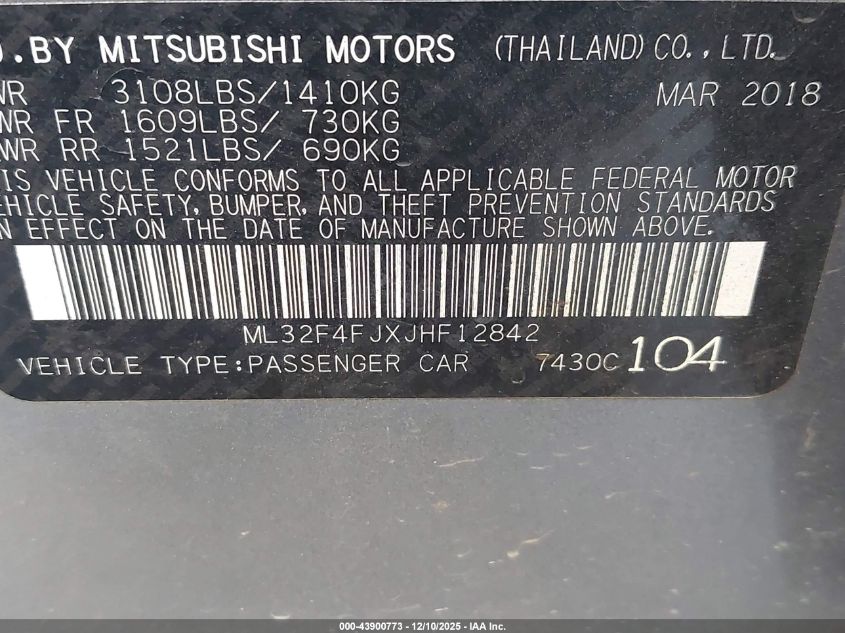 .BY MITSUBISHI MOTORS (THAILAND) CO., LTD.
WR 3108LBS/1410KG MAR 2018
WR FR 1609LBS/ 730KG
WR RR 1521LBS/ 690KG
IS VEHICLE CONFORMS TO ALL APPLICABLE FEDERAL MOTOR
EHICLE SAFETY, BUMPER, AND THEFT PREVENTION STANDARDS
N EFFECT ON THE DATE OF MANUFACTURE SHOWN ABOVE.
ML32F4FJXJHF12842
VEHICLE TYPE:PASSENGER CAR 7430C 104
000-43900773 - 12/10/2025 - IAA Inc.